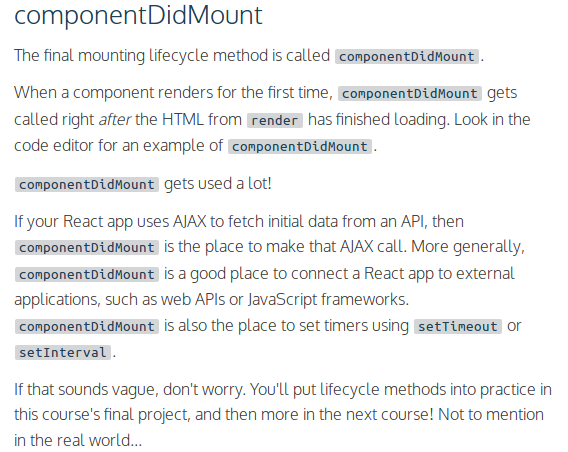 componentDidMount
The final mounting lifecycle method is called componentDidMount.
When a component renders for the first time, componentDidMount gets
called right after the HTML from render has finished loading. Look in the
code editor for an example of componentDidMount.
componentDidMount gets used a lot!
If your React app uses AJAX to fetch initial data from an API, then
componentDidMount is the place to make that AJAX call. More generally,
componentDidMount is a good place to connect a React app to external
applications, such as web APIs or JavaScript frameworks.
componentDidMount is also the place to set timers using setTimeout or
setInterval.
If that sounds vague, don't worry. You'll put lifecycle methods into practice in
this course's final project, and then more in the next course! Not to mention
in the real world...